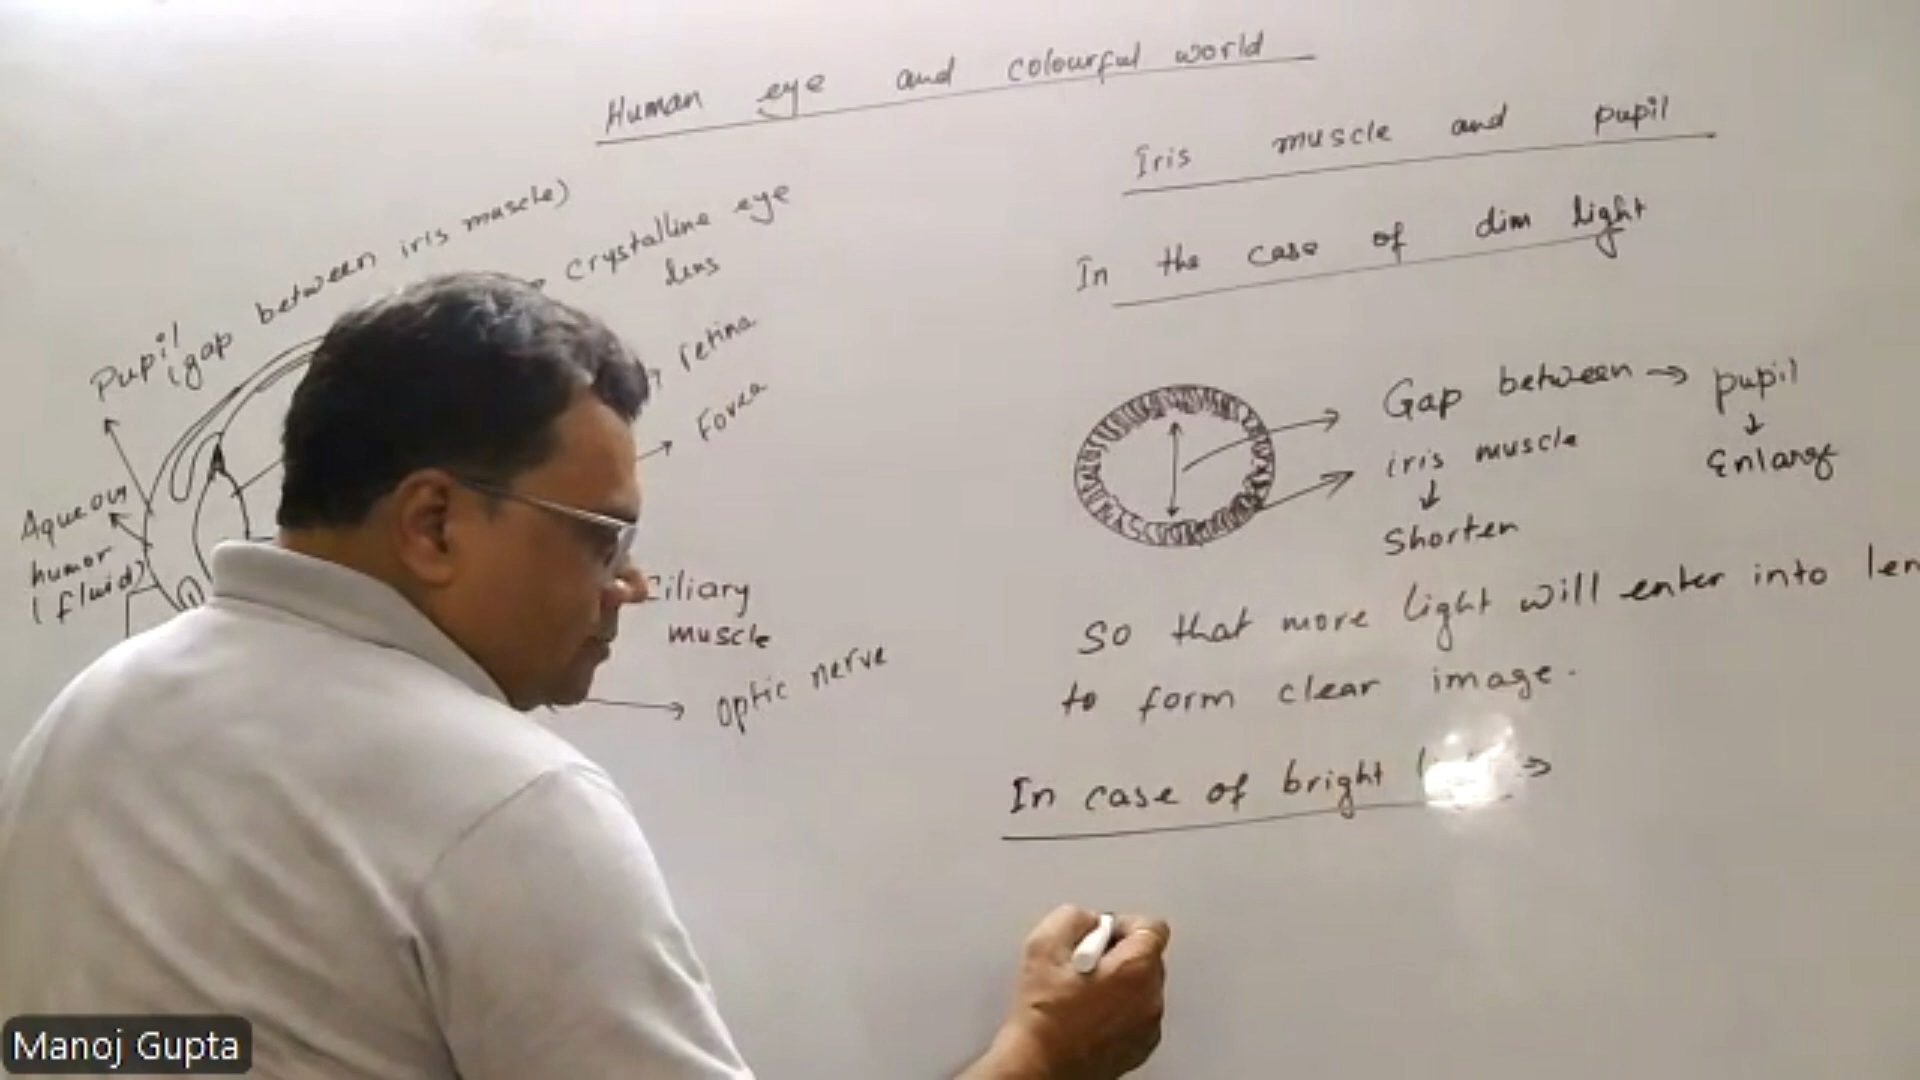 Human eye and colourful world
Pupil
(gap between iris muscle)
crystalline eye
lens
retina
Fovea
Aqueous
humor
(fluid)
Ciliary
muscle
optic nerve
Iris muscle and pupil
In the case of dim light
Gap between → pupil
iris muscle
↓
Enlarge
↓
Shorten
So that more light will enter into len
to form clear image.
In case of bright →
Manoj Gupta